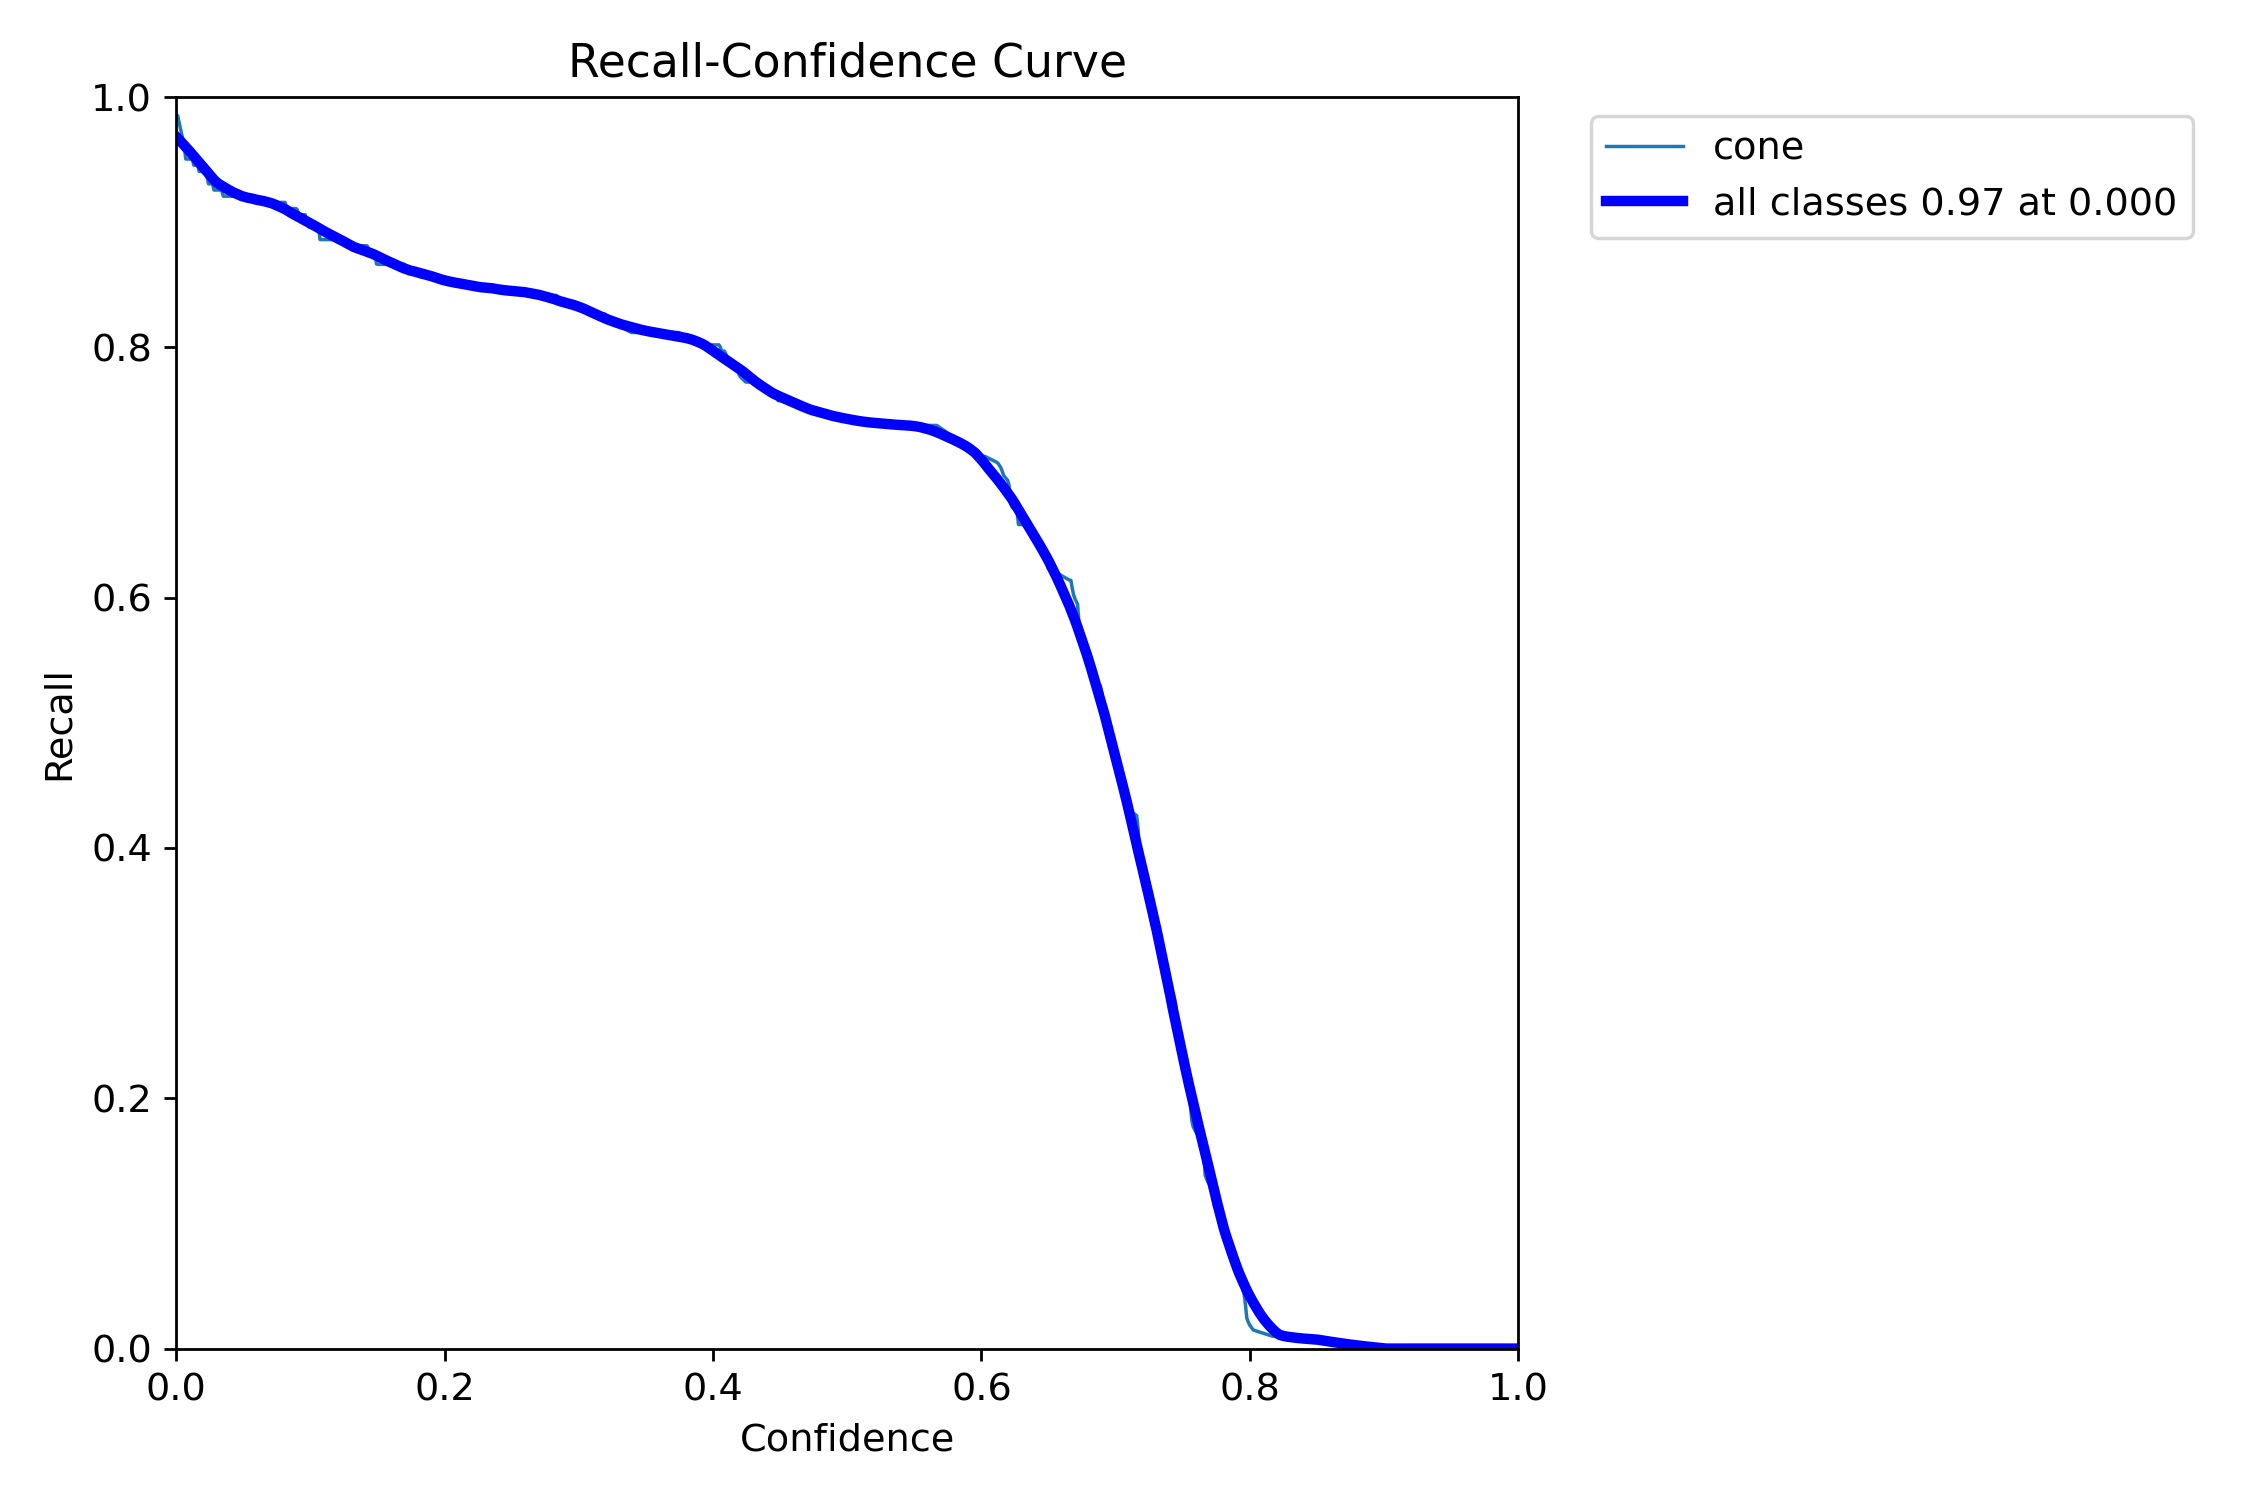 Recall-Confidence Curve
1.0
0.8
0.6
0.4
0.2
0.0
Recall
0.0 0.2 0.4 0.6 0.8 1.0
Confidence
cone
all classes 0.97 at 0.000